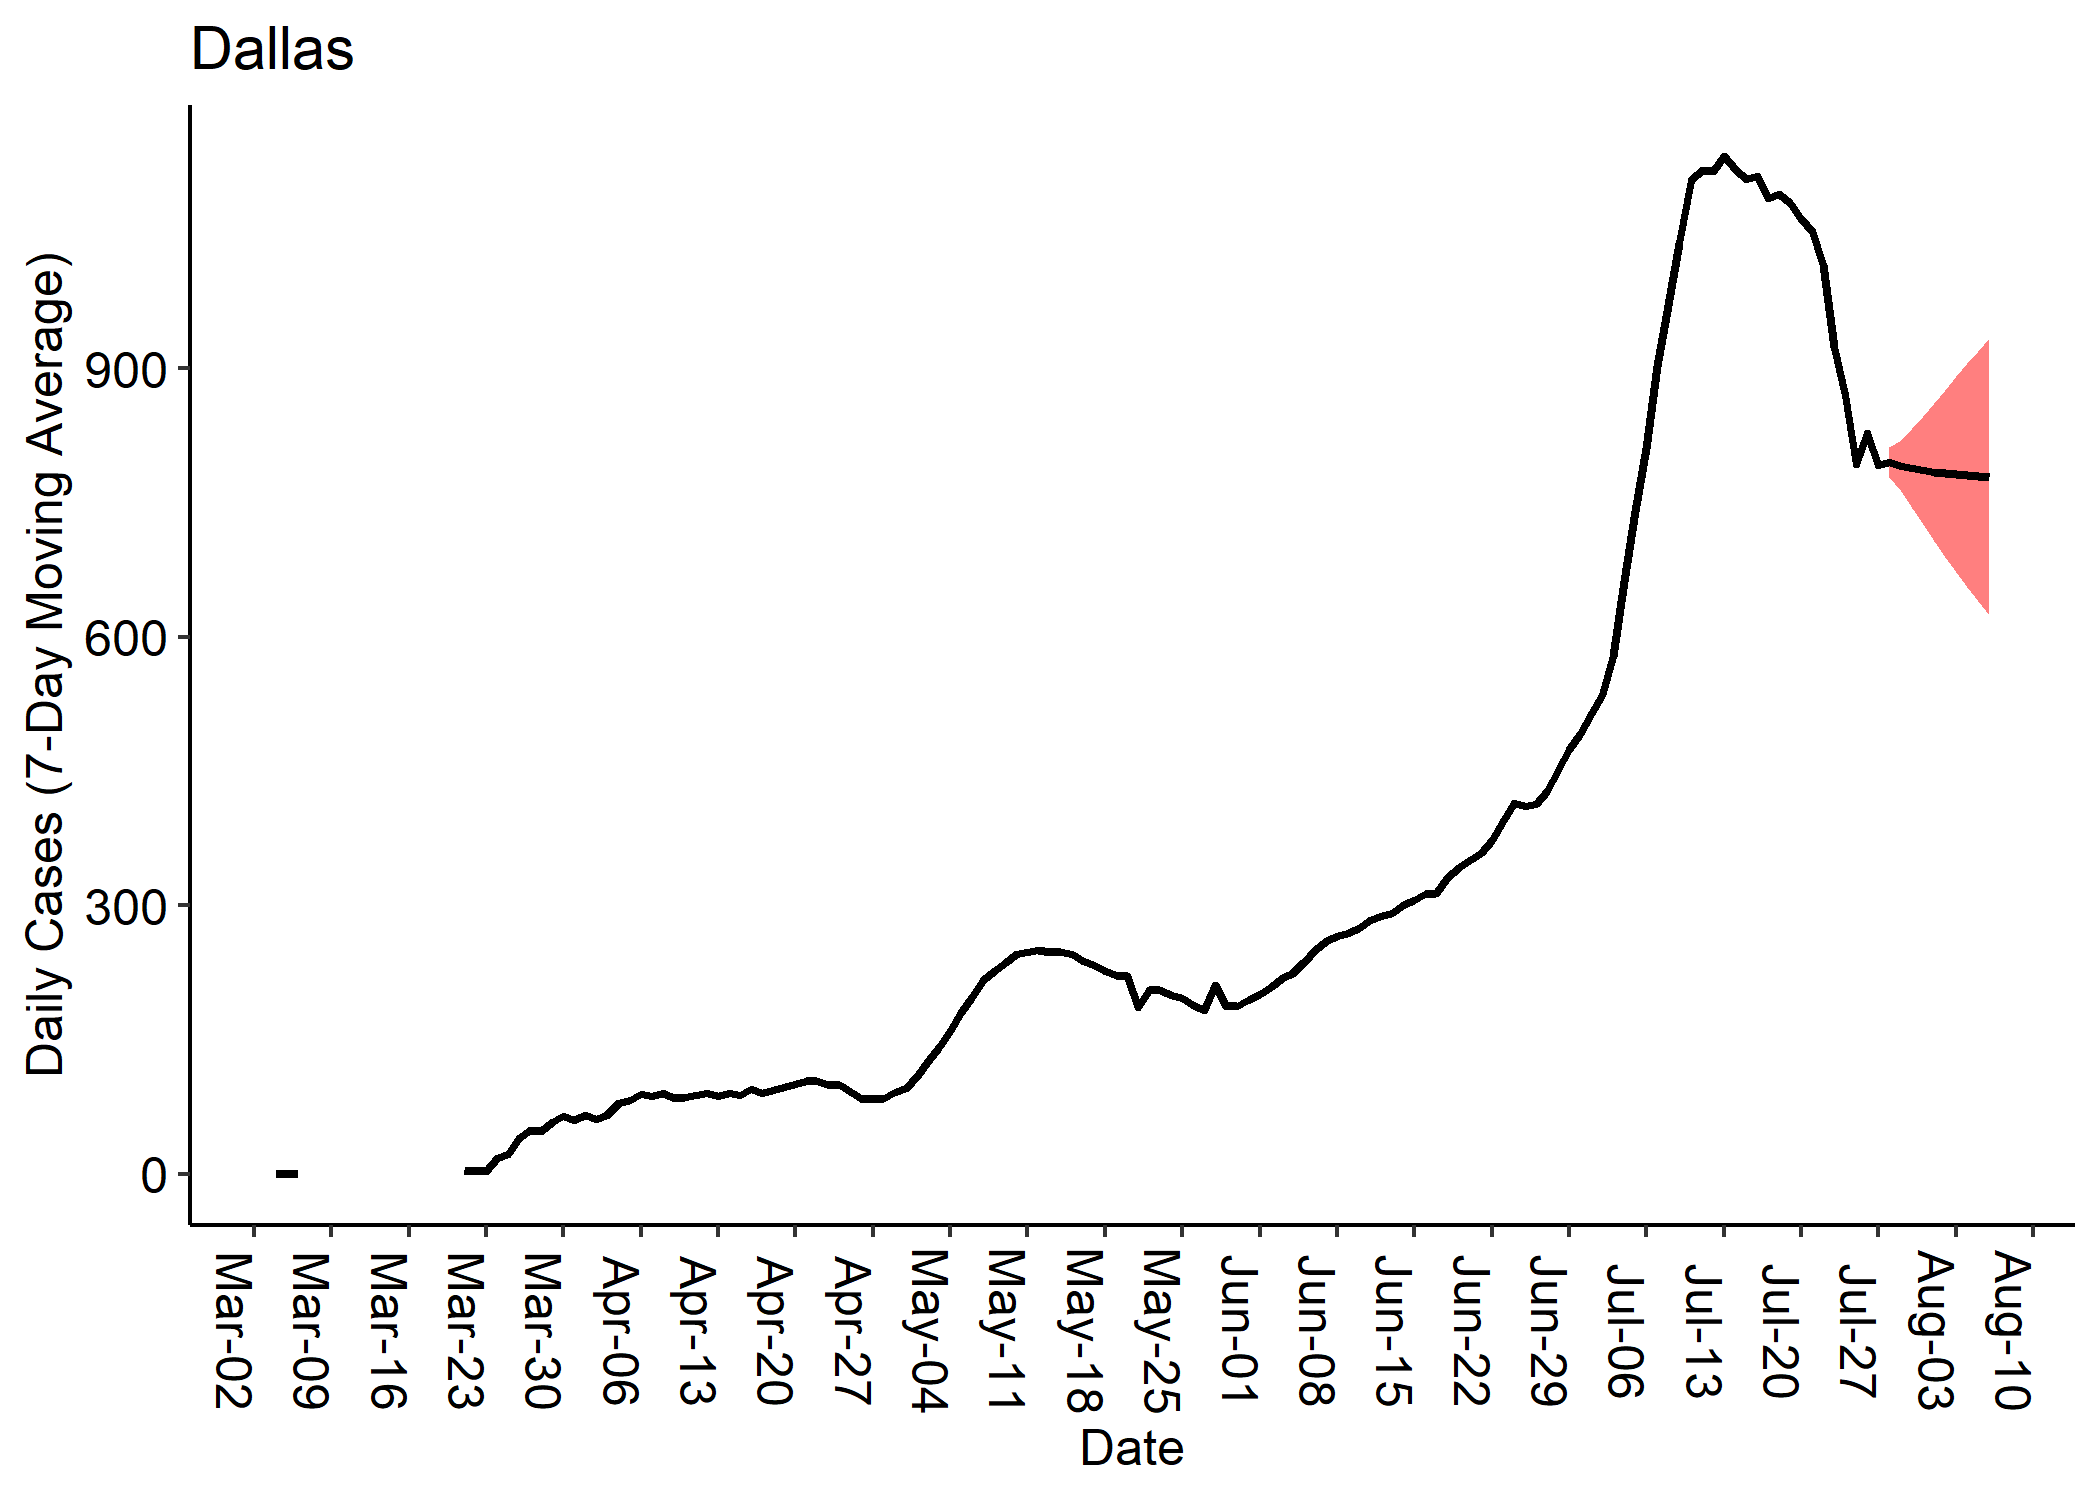 Dallas
Daily Cases (7-Day Moving Average)
900
600
300
0
Mar-02
Mar-09
Mar-16
Mar-23
Mar-30
Apr-06
Apr-13
Apr-20
Apr-27
May-04
May-11
May-18
May-25
Jun-01
Jun-08
Jun-15
Jun-22
Jun-29
Jul-06
Jul-13
Jul-20
Jul-27
Aug-03
Aug-10
Date